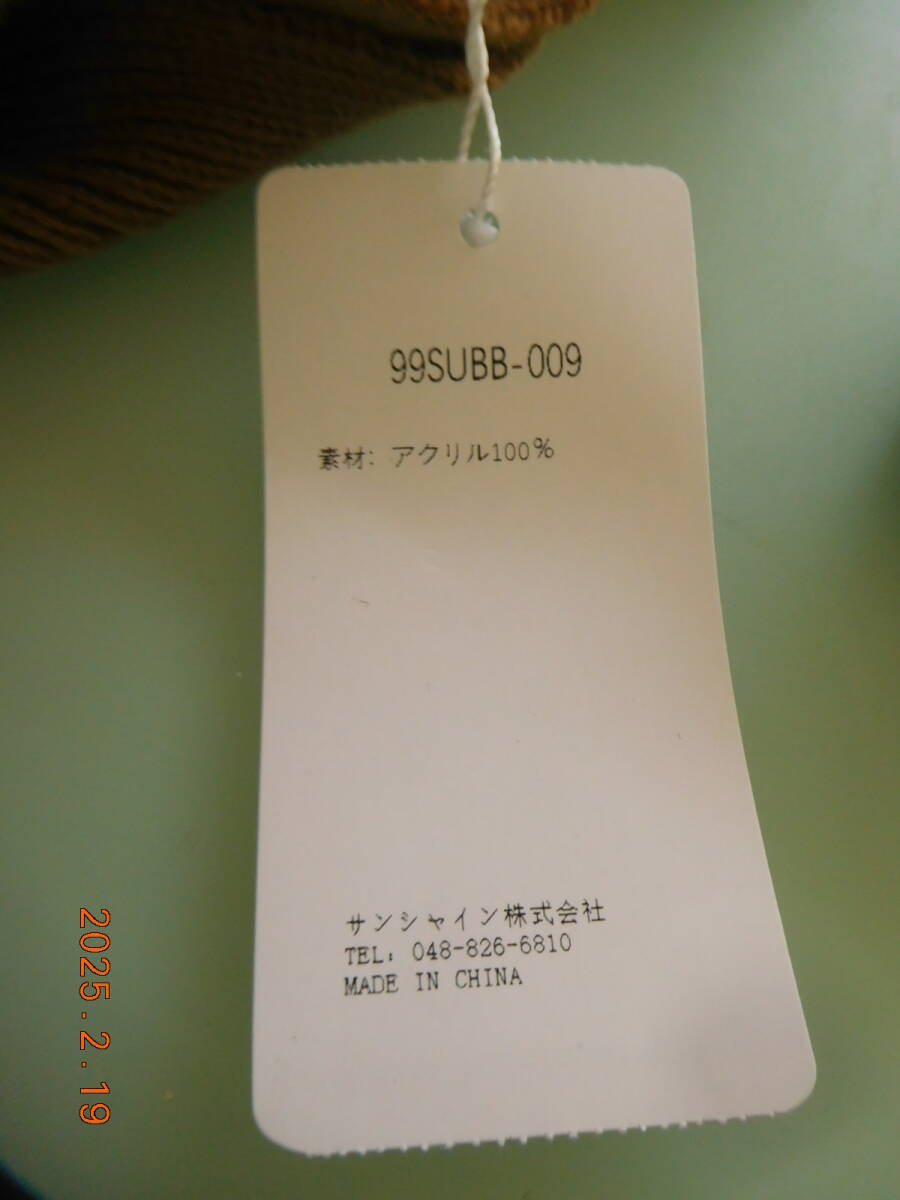 99SUBB-009
素材: アクリル100%
サンシャイン株式会社
TEL: 048-826-6810
MADE IN CHINA
2025.2.19